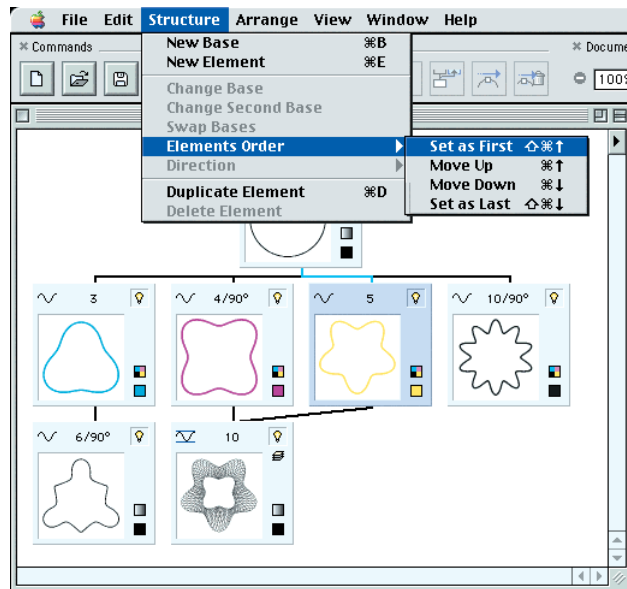 File Edit Structure Arrange View Window Help
Commands
Docume
100%
New Base ⌘B
New Element ⌘E
Change Base
Change Second Base
Swap Bases
Elements Order
Direction
Duplicate Element ⌘D
Delete Element
Set as First ⇧⌘↑
Move Up ⌘↑
Move Down ⌘↓
Set as Last ⇧⌘↓
3
4/90°
5
10/90°
6/90°
10